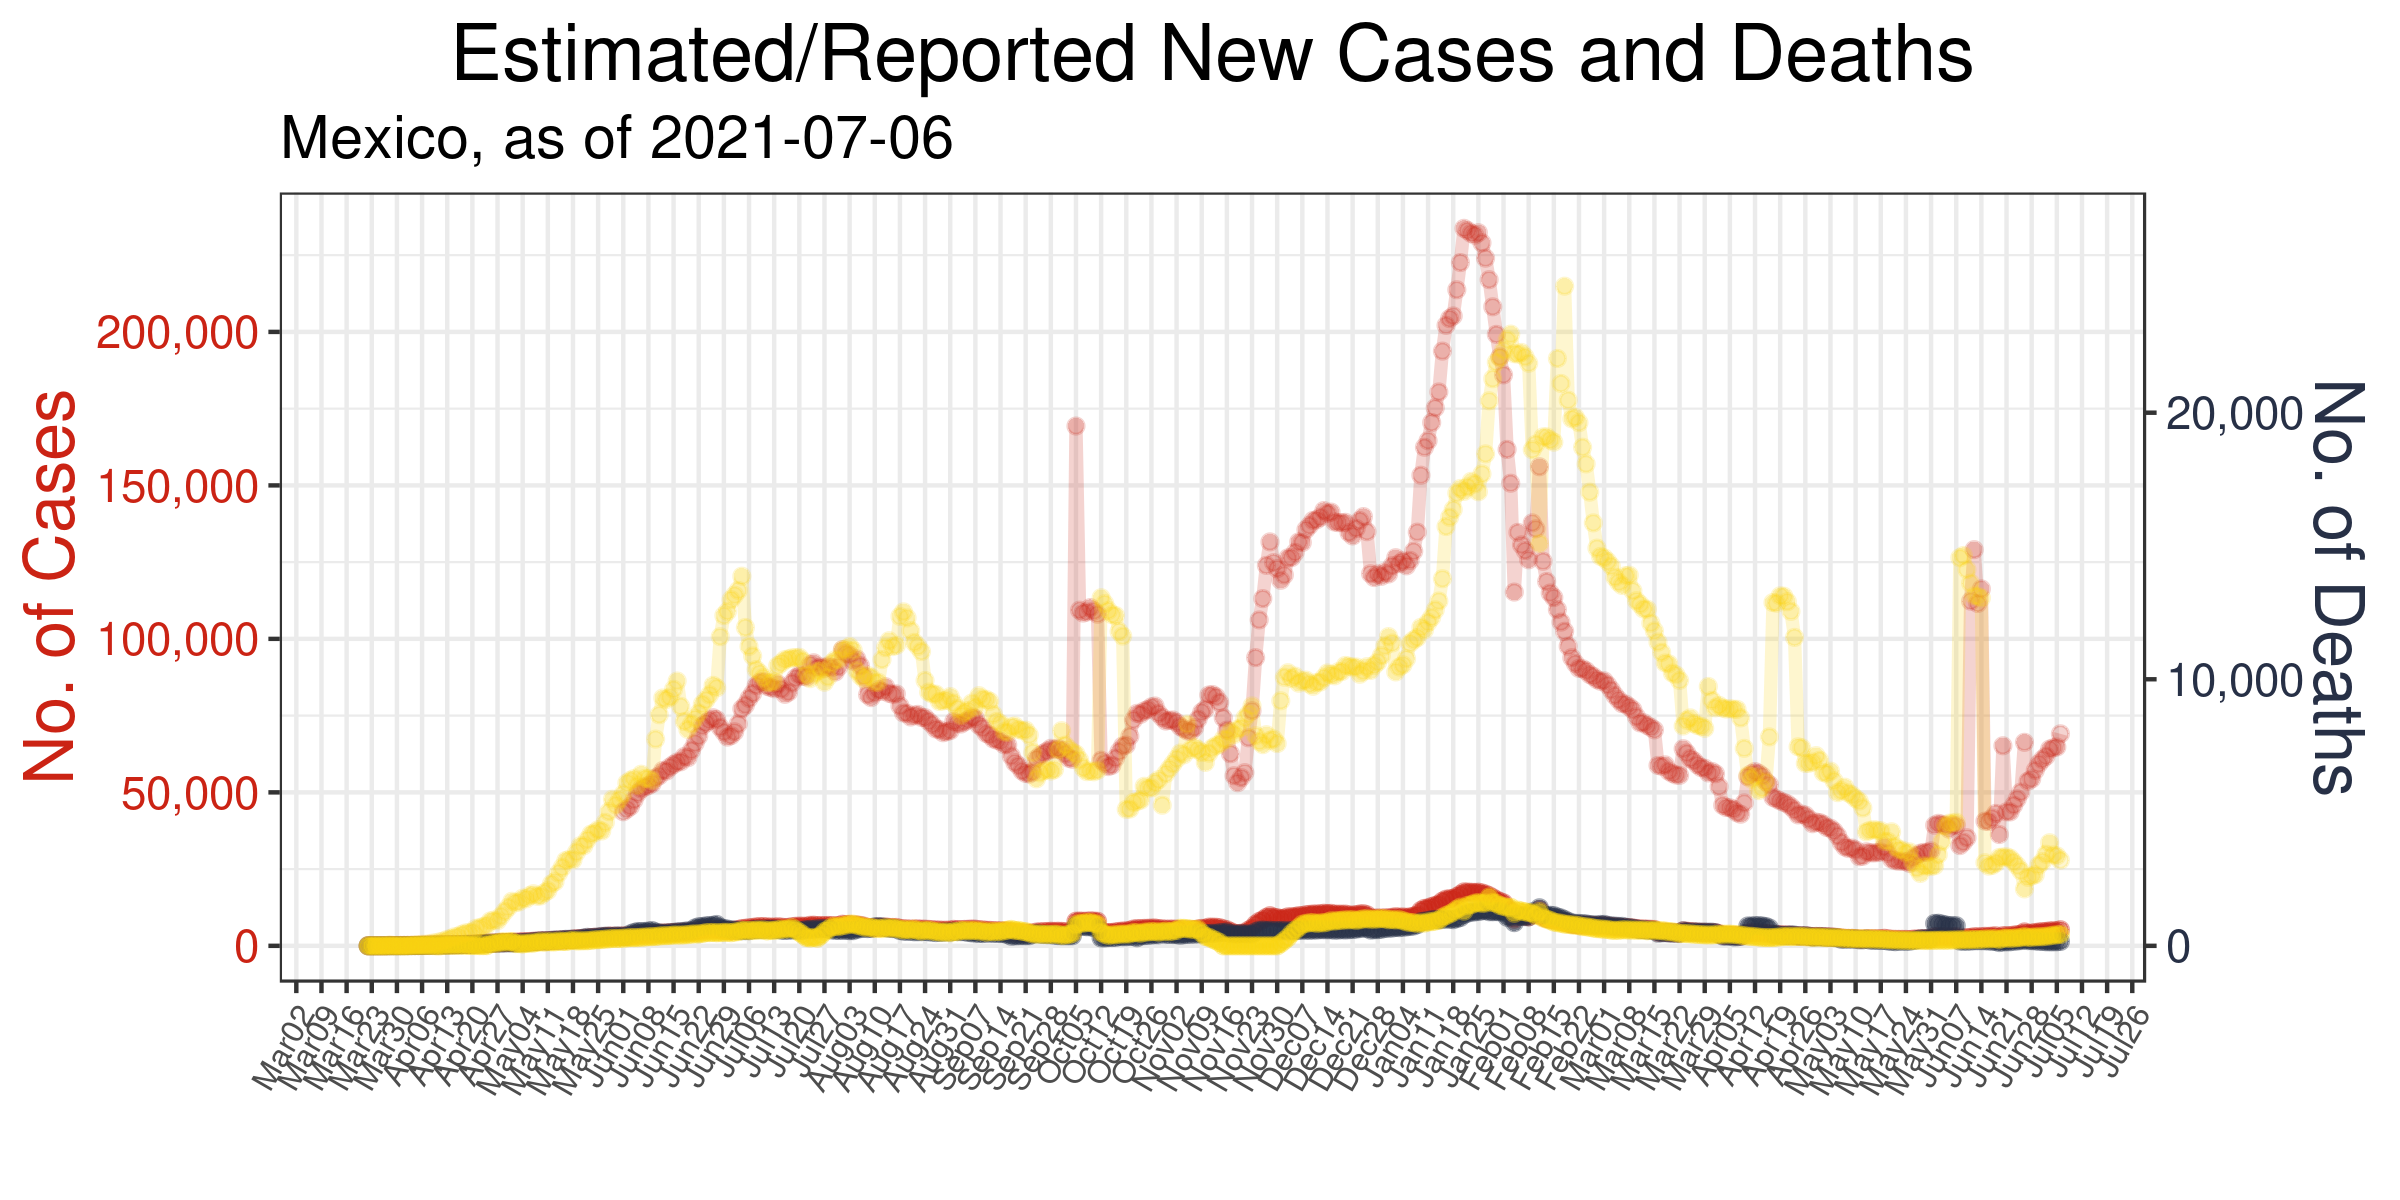 Estimated/Reported New Cases and Deaths
Mexico, as of 2021-07-06
No. of Cases
200,000
150,000
100,000
50,000
0
No. of Deaths
20,000
10,000
0
Mar02
Mar09
Mar16
Mar23
Mar30
Apr06
Apr13
Apr20
Apr27
May04
May11
May18
May25
Jun01
Jun08
Jun15
Jun22
Jun29
Jul06
Jul13
Jul20
Jul27
Aug03
Aug10
Aug17
Aug24
Aug31
Sep07
Sep14
Sep21
Sep28
Oct05
Oct12
Oct19
Oct26
Nov02
Nov09
Nov16
Nov23
Nov30
Dec07
Dec14
Dec21
Dec28
Jan04
Jan11
Jan18
Jan25
Feb01
Feb08
Feb15
Feb22
Mar01
Mar08
Mar15
Mar22
Mar29
Apr05
Apr12
Apr19
Apr26
May03
May10
May17
May24
May31
Jun07
Jun14
Jun21
Jun28
Jul05
Jul12
Jul19
Jul26